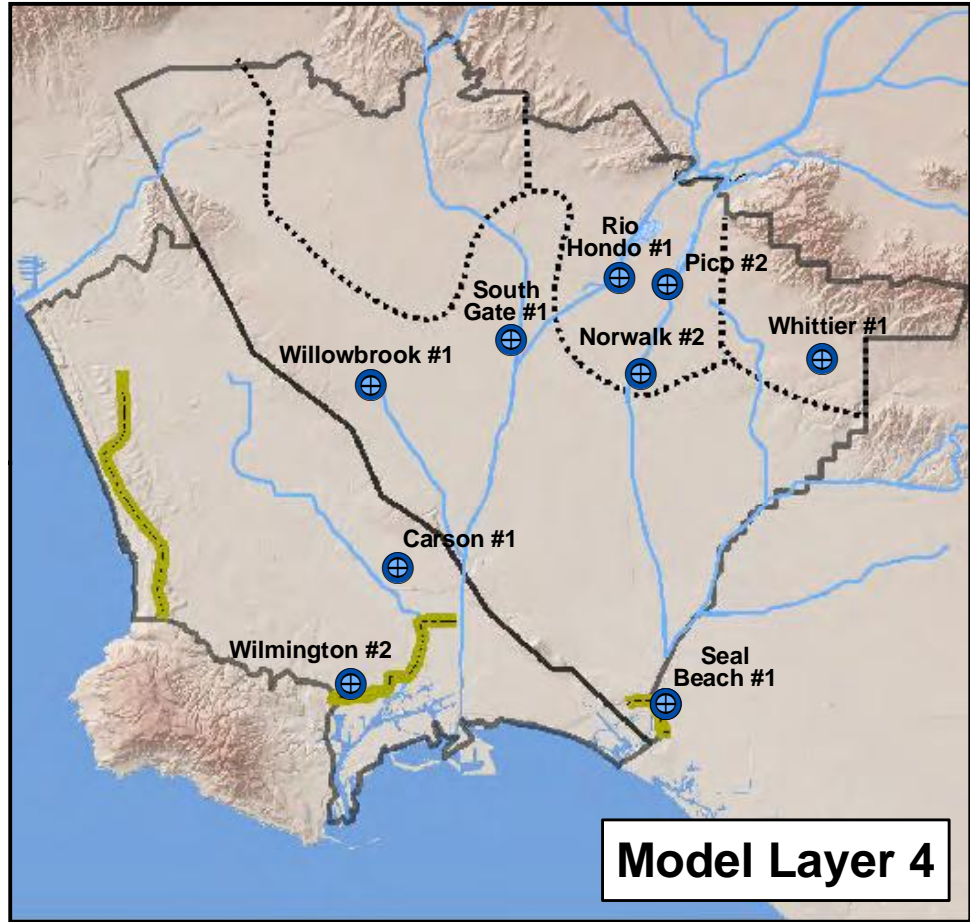 Rio
Hondo #1
Pico #2
South
Gate #1
Whittier #1
Norwalk #2
Willowbrook #1
Carson #1
Wilmington #2
Seal
Beach #1
Model Layer 4